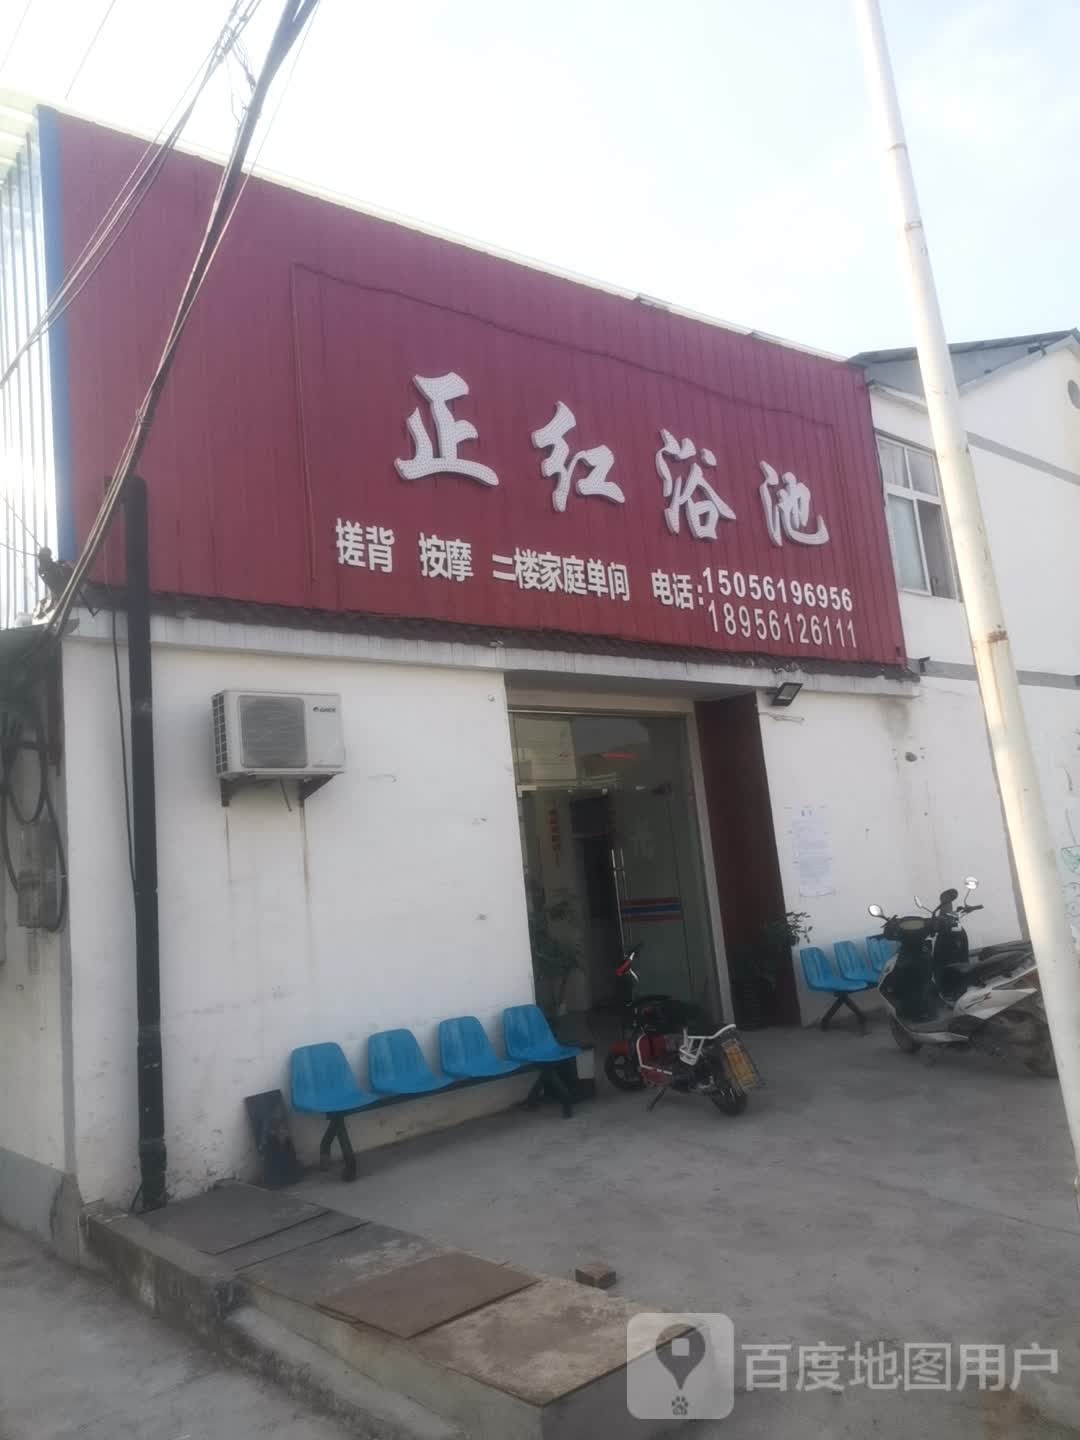 正红浴池
搓背 按摩 二楼家庭单间 电话:15056196956
18956126111
百度地图用户